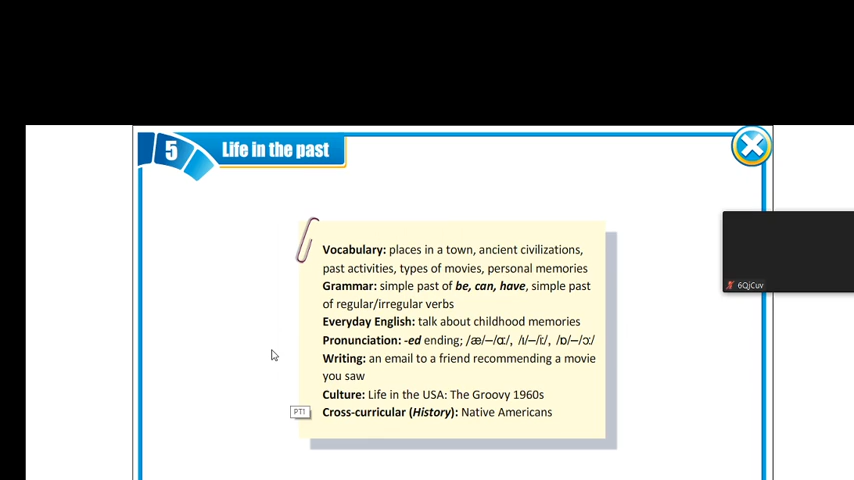 5 Life in the past
Vocabulary: places in a town, ancient civilizations,
past activities, types of movies, personal memories
Grammar: simple past of be, can, have, simple past
of regular/irregular verbs
Everyday English: talk about childhood memories
Pronunciation: -ed ending; /æ/–/ɑː/, /ɪ/–/iː/, /ɒ/–/ɔː/
Writing: an email to a friend recommending a movie
you saw
Culture: Life in the USA: The Groovy 1960s
PT1
Cross-curricular (History): Native Americans
6QjCuv